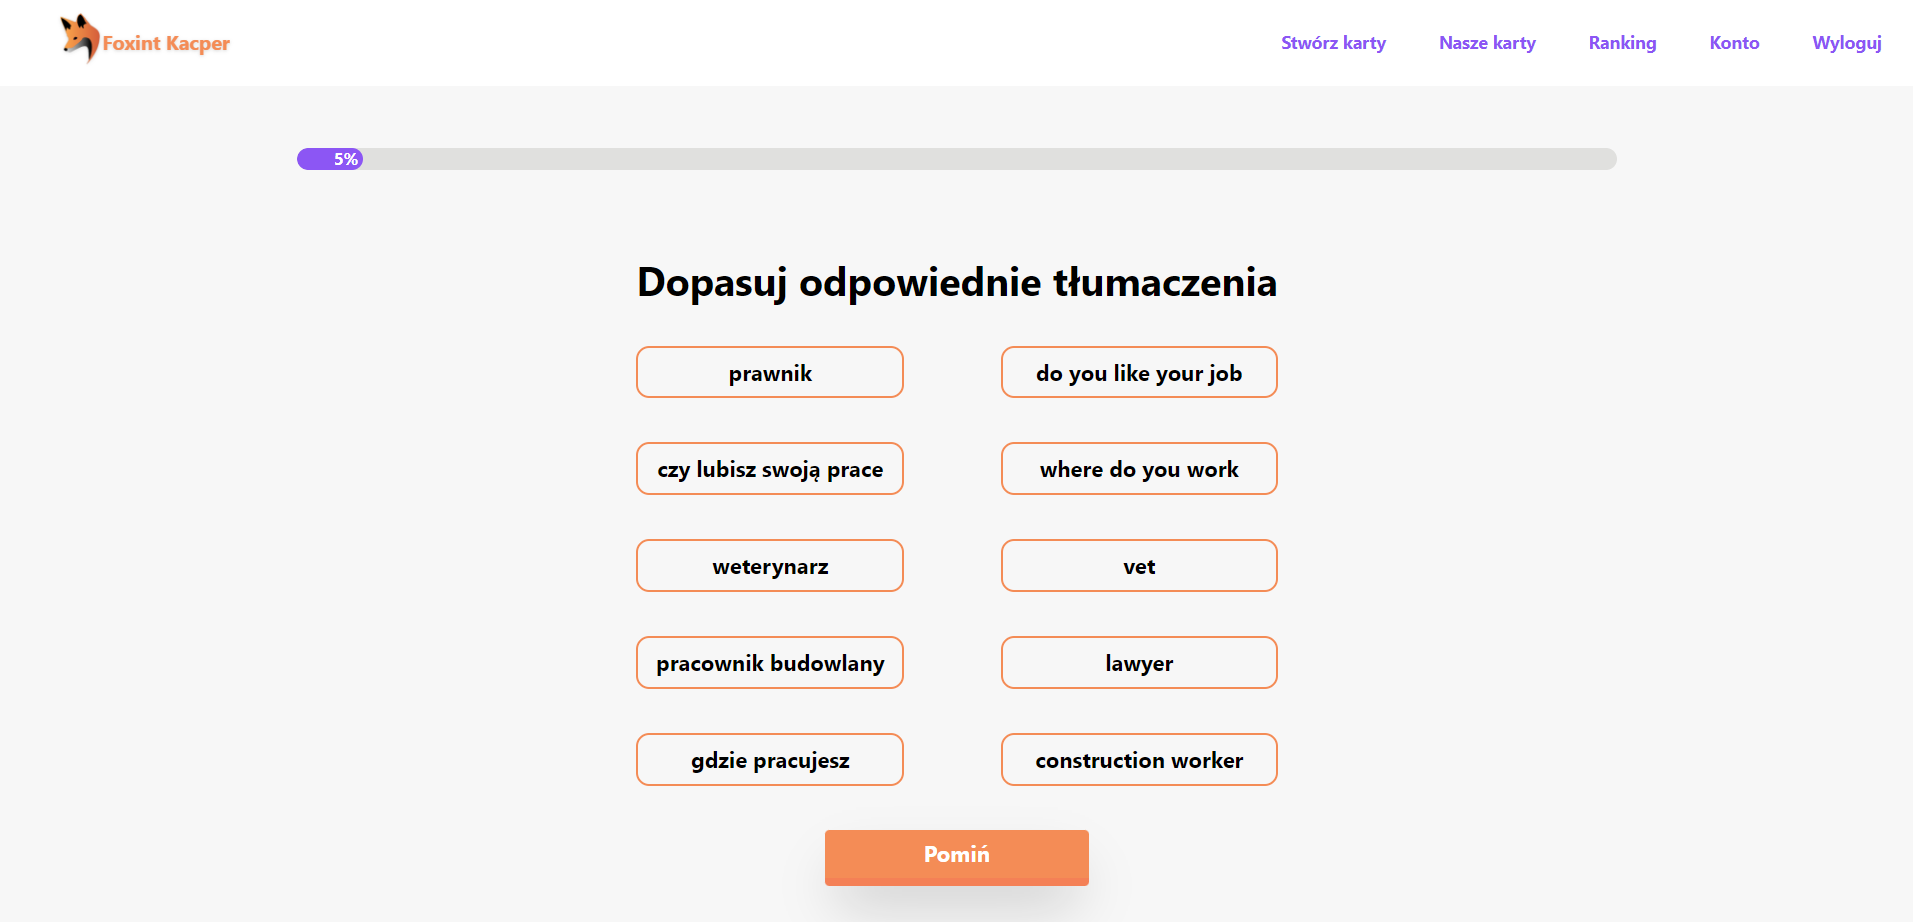 Foxint Kacper
Stwórz karty
Nasze karty
Ranking
Konto
Wyloguj
5%
Dopasuj odpowiednie tłumaczenia
prawnik
do you like your job
czy lubisz swoją prace
where do you work
weterynarz
vet
pracownik budowlany
lawyer
gdzie pracujesz
construction worker
Pomiń